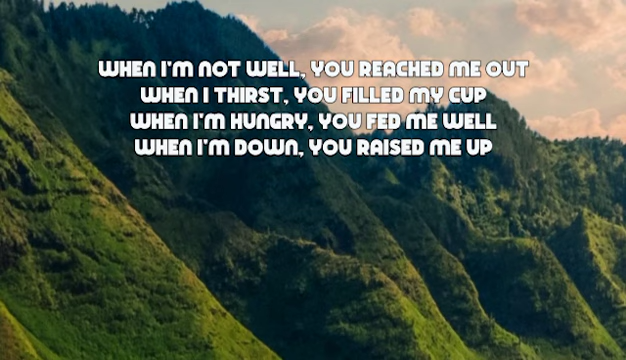 WHEN I'M NOT WELL, YOU REACHED ME OUT
WHEN I THIRST, YOU FILLED MY CUP
WHEN I'M HUNGRY, YOU FED ME WELL
WHEN I'M DOWN, YOU RAISED ME UP